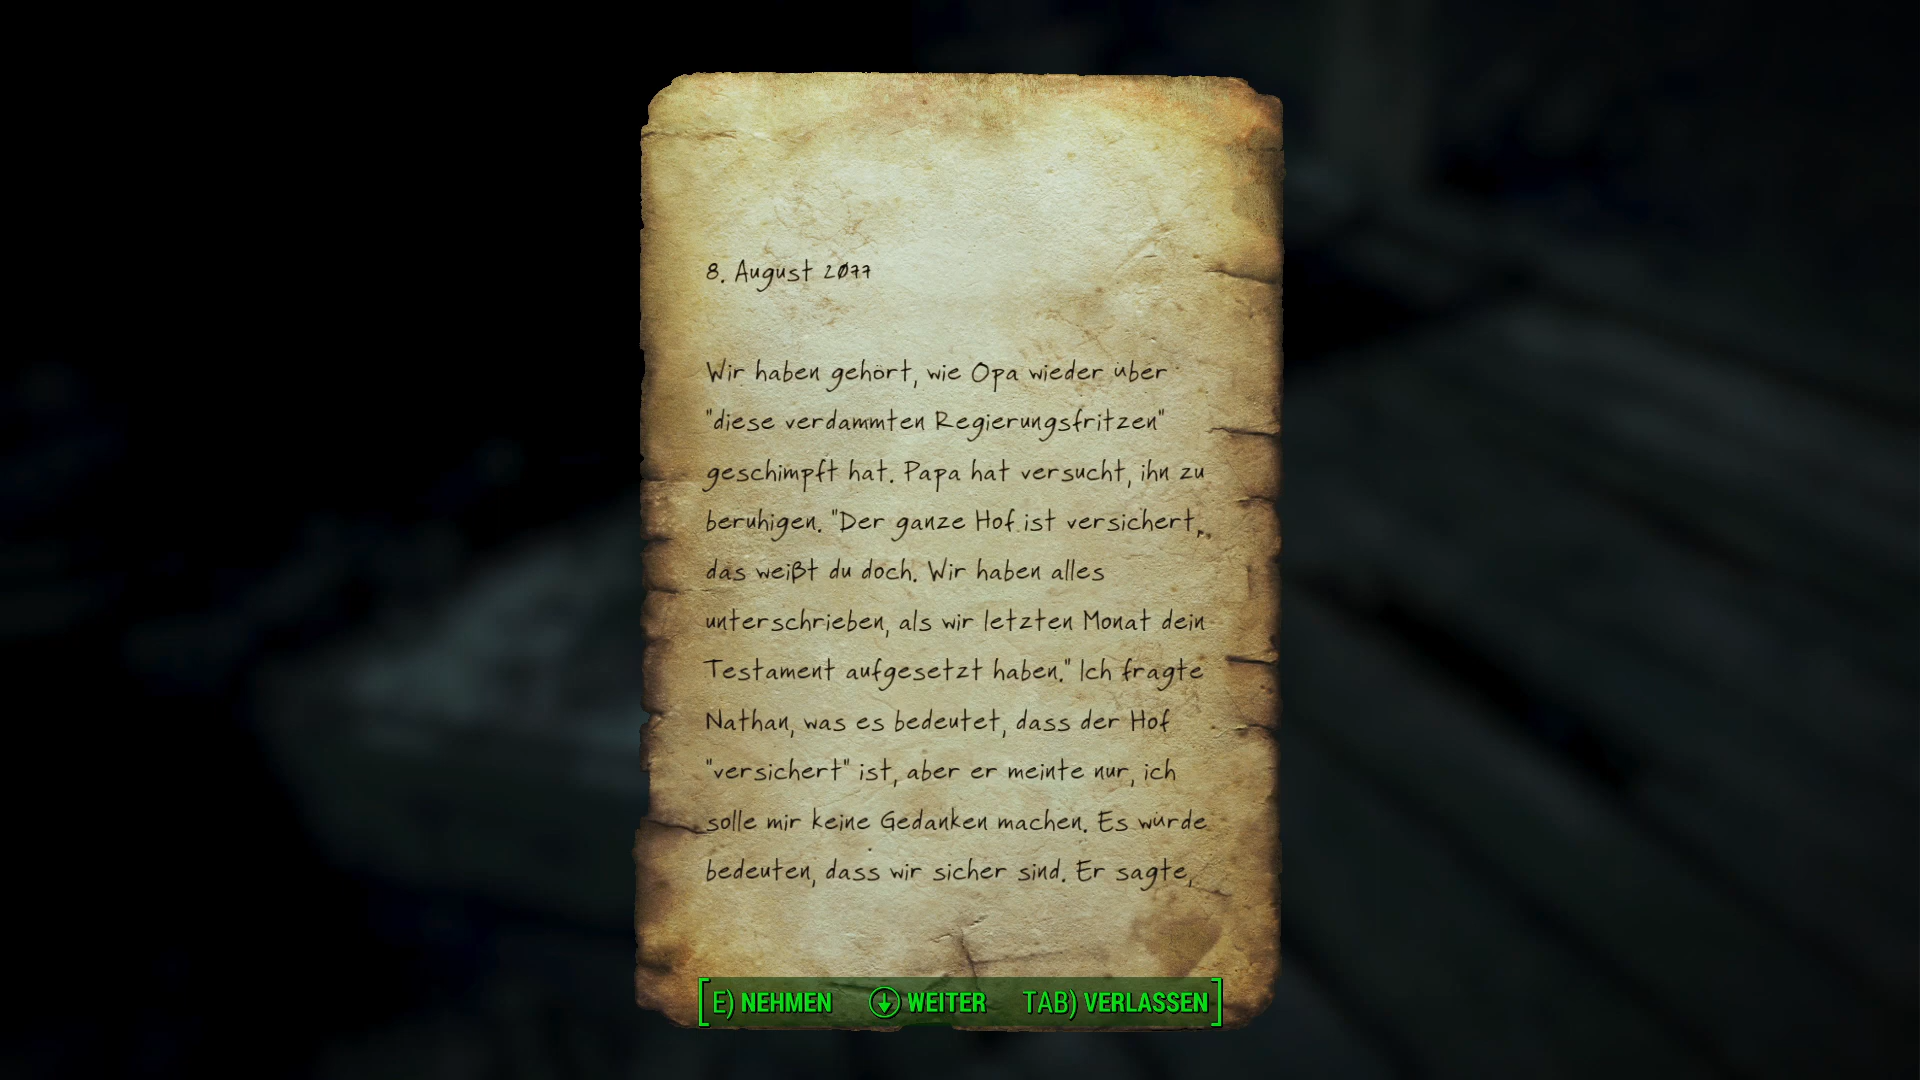 8. August 2077
Wir haben gehört, wie Opa wieder über
"diese verdammten Regierungsfritzen"
geschimpft hat. Papa hat versucht, ihn zu
beruhigen. "Der ganze Hof ist versichert,
das weißt du doch. Wir haben alles
unterschrieben, als wir letzten Monat dein
Testament aufgesetzt haben." Ich fragte
Nathan, was es bedeutet, dass der Hof
"versichert" ist, aber er meinte nur, ich
solle mir keine Gedanken machen. Es würde
bedeuten, dass wir sicher sind. Er sagte,
E) NEHMEN WEITER TAB) VERLASSEN